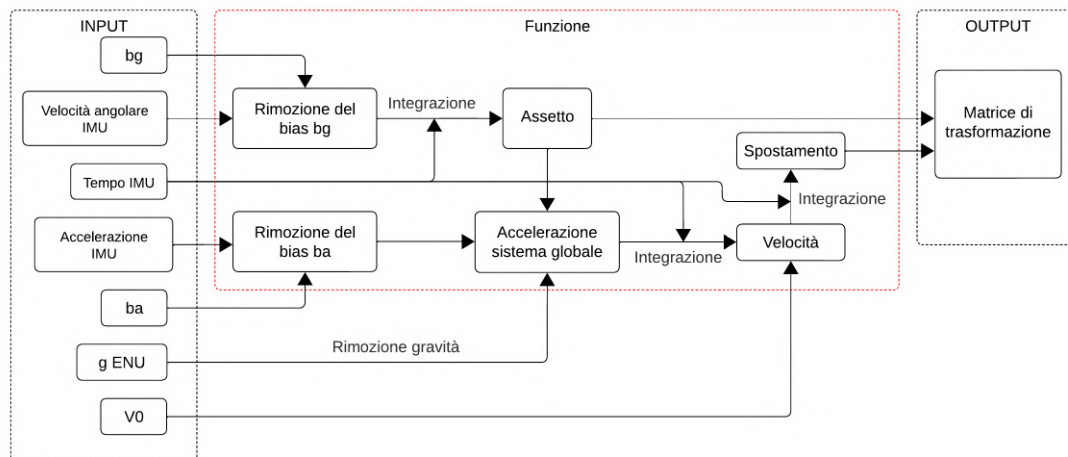 INPUT
Funzione
OUTPUT
bg
Velocità angolare
IMU
Rimozione del
bias bg
Integrazione
Assetto
Matrice di
trasformazione
Spostamento
Tempo IMU
Integrazione
Accelerazione
IMU
Rimozione del
bias ba
Accelerazione
sistema globale
Integrazione
Velocità
ba
g ENU
Rimozione gravità
V0